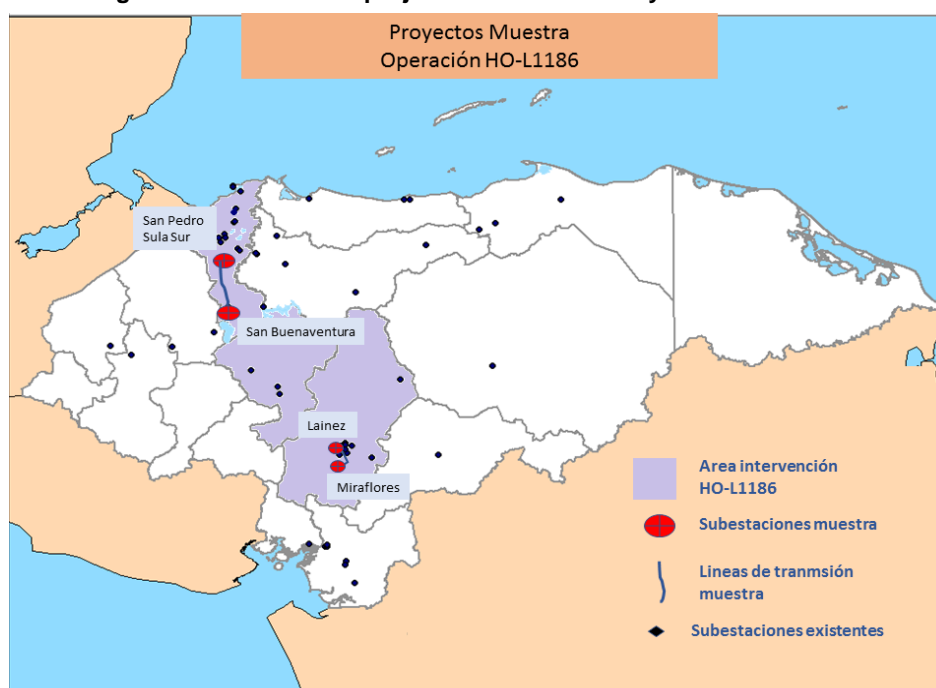 Proyectos Muestra
Operación HO-L1186
San Pedro
Sula Sur
San Buenaventura
Lainez
Miraflores
Area intervención
HO-L1186
Subestaciones muestra
Lineas de tranmsión
muestra
Subestaciones existentes